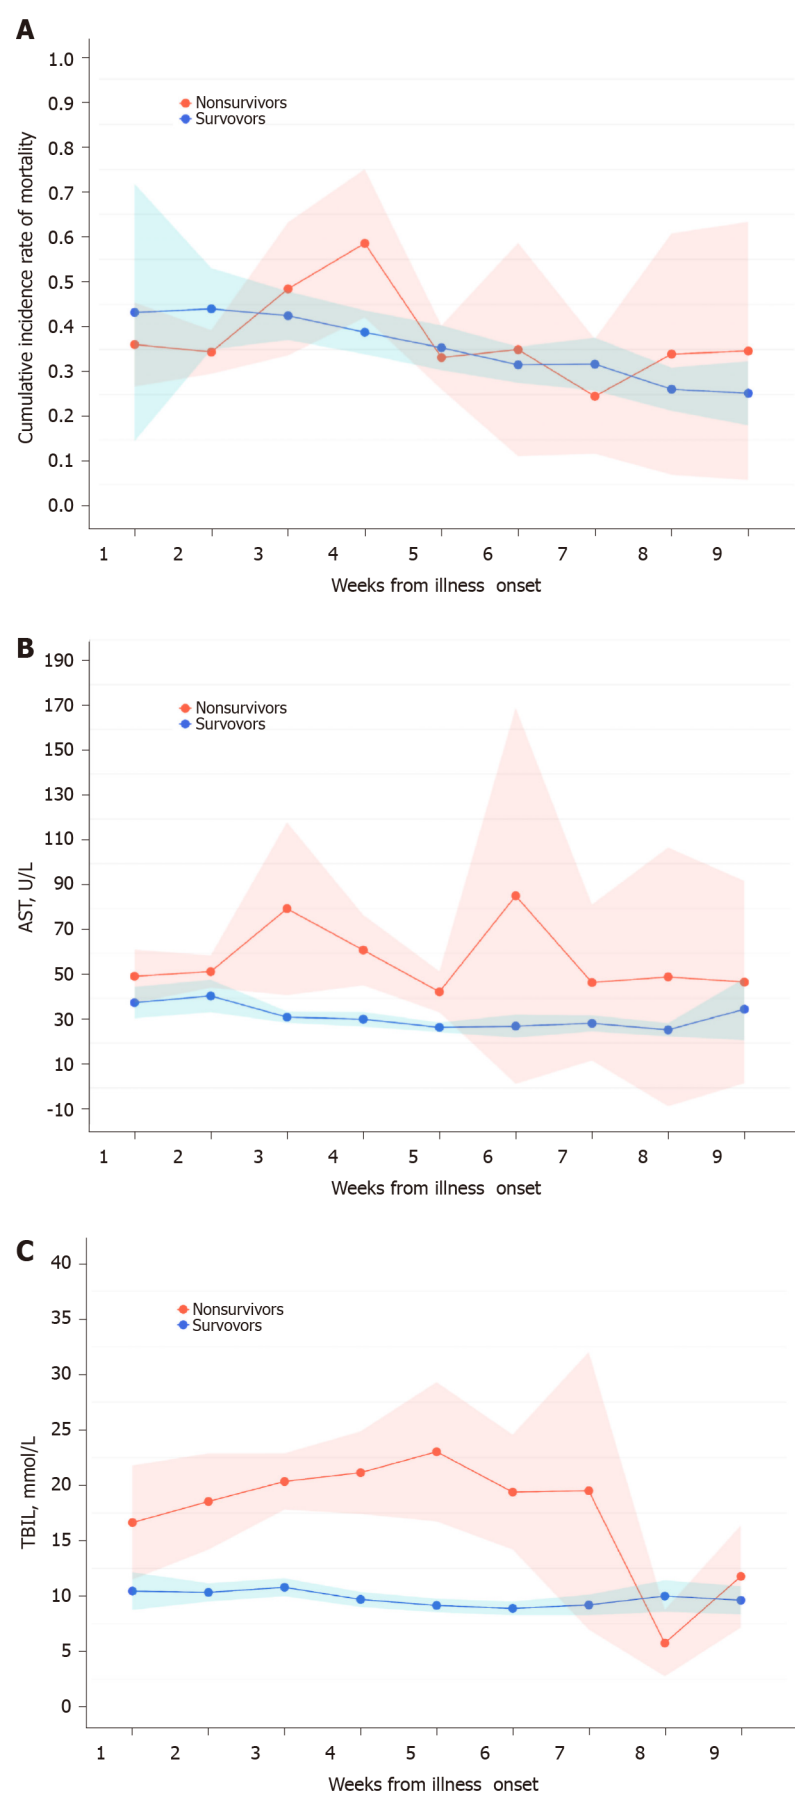 A
1.0
0.9
Nonsurvivors
Survovors
0.8
0.7
0.6
0.5
0.4
0.3
0.2
0.1
0.0
Cumulative incidence rate of mortality
1 2 3 4 5 6 7 8 9
Weeks from illness onset
B
190
170
Nonsurvivors
Survovors
150
130
110
90
70
50
30
10
-10
AST, U/L
1 2 3 4 5 6 7 8 9
Weeks from illness onset
C
40
35
Nonsurvivors
Survovors
30
25
20
15
10
5
0
TBIL, mmol/L
1 2 3 4 5 6 7 8 9
Weeks from illness onset